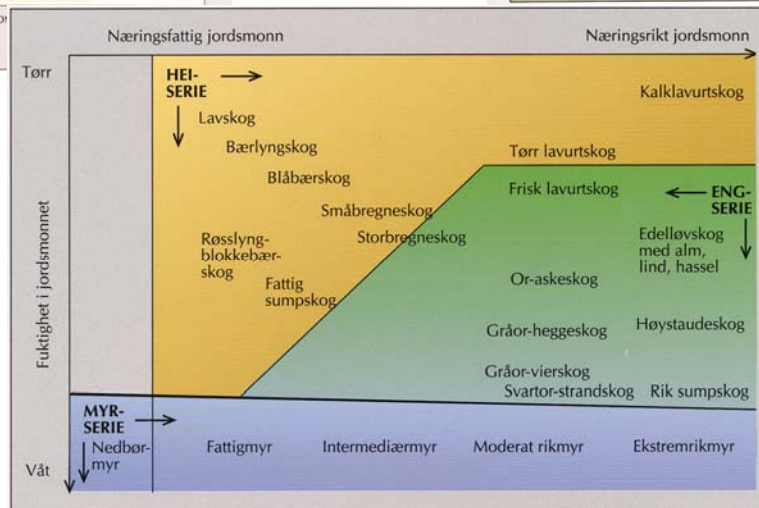 Næringsfattig jordsmonn
Næringsrikt jordsmonn
Tørr
HEI-
SERIE
Kalklavurtskog
Lavskog
Bærlyngskog
Tørr lavurtskog
Blåbærskog
Frisk lavurtskog
ENG-
SERIE
Småbregneskog
Storbregneskog
Røsslyng-
blokkebær-
skog
Edelløvskog
med alm,
lind, hassel
Fattig
sumpskog
Or-askeskog
Gråor-heggeskog
Høystaudeskog
Gråor-vierskog
Svartor-strandskog
Rik sumpskog
Fuktighet i jordsmonnet
MYR-
SERIE
Nedbør-
myr
Fattigmyr
Intermediærmyr
Moderat rikmyr
Ekstremrikmyr
Våt